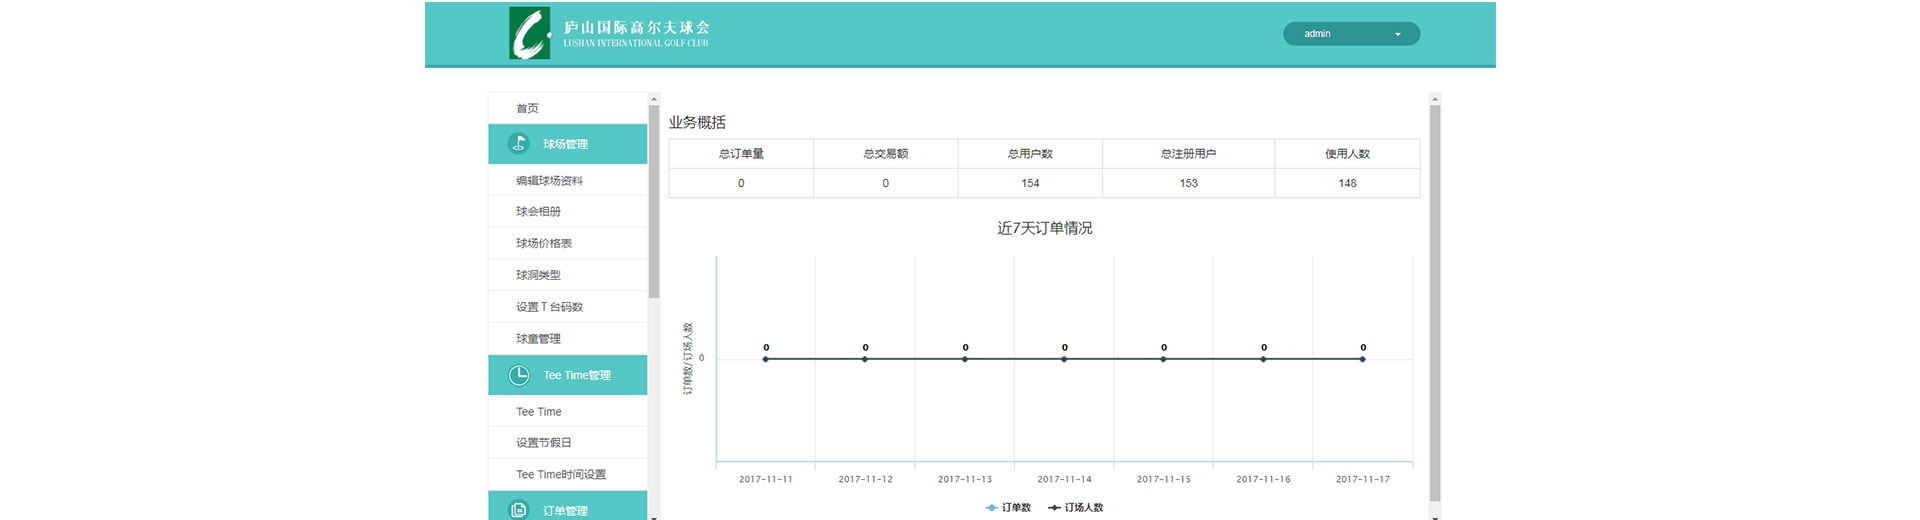 庐山国际高尔夫球会
LUSHAN INTERNATIONAL GOLF CLUB
admin
首页
球场管理
编辑球场资料
球会相册
球场价格表
球洞类型
设置T台码数
球童管理
Tee Time管理
Tee Time
设置节假日
Tee Time时间设置
订单管理
业务概括
总订单量 总交易额 总用户数 总注册用户 使用人数
0 0 154 153 148
近7天订单情况
订单数/订场人数
0
0 0 0 0 0 0 0
2017-11-11 2017-11-12 2017-11-13 2017-11-14 2017-11-15 2017-11-16 2017-11-17
订单数 订场人数